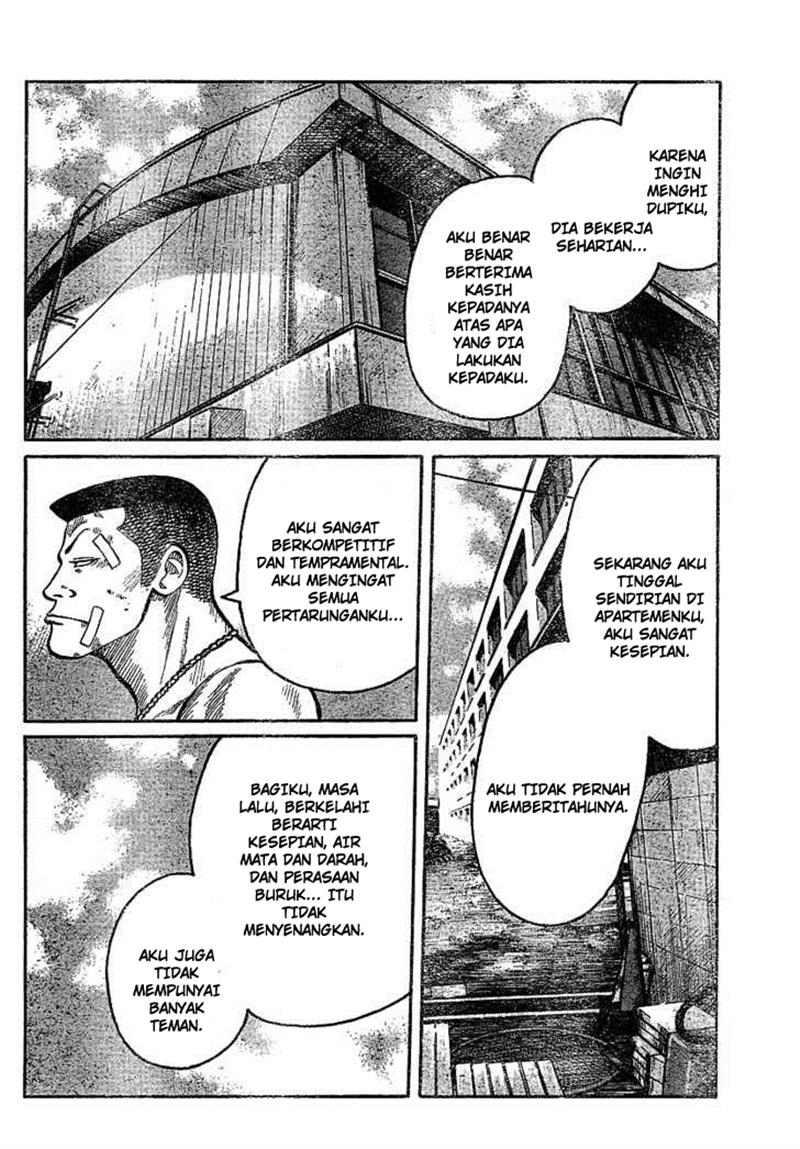 KARENA
INGIN
MENGHI
DUPIKU,
DIA BEKERJA
SEHARIAN...
AKU BENAR
BENAR
BERTERIMA
KASIH
KEPADANYA
ATAS APA
YANG DIA
LAKUKAN
KEPADAKU.
SEKARANG AKU
TINGGAL
SENDIRIAN DI
APARTEMENKU,
AKU SANGAT
KESEPIAN.
AKU TIDAK PERNAH
MEMBERITAHUNYA.
AKU SANGAT
BERKOMPETITIF
DAN TEMPRAMENTAL.
AKU MENGINGAT
SEMUA
PERTARUNGANKU...
BAGIKU, MASA
LALU, BERKELAHI
BERARTI
KESEPIAN, AIR
MATA DAN DARAH,
DAN PERASAAN
BURUK... ITU
TIDAK
MENYENANGKAN.
AKU JUGA
TIDAK
MEMPUNYAI
BANYAK
TEMAN.